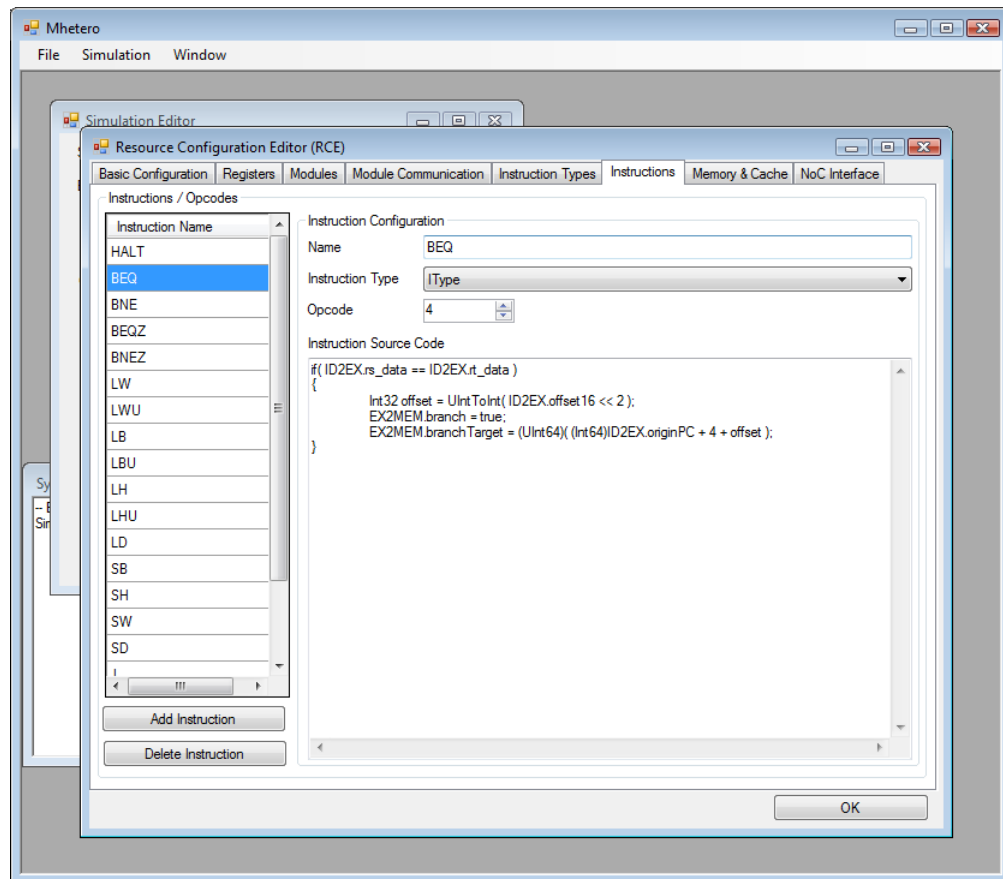 Mhetero
File Simulation Window
Simulation Editor
Resource Configuration Editor (RCE)
Basic Configuration Registers Modules Module Communication Instruction Types Instructions Memory & Cache NoC Interface
Instructions / Opcodes
Instruction Name
HALT
BEQ
BNE
BEQZ
BNEZ
LW
LWU
LB
LBU
LH
LHU
LD
SB
SH
SW
SD
Add Instruction
Delete Instruction
Instruction Configuration
Name BEQ
Instruction Type IType
Opcode 4
Instruction Source Code
if( ID2EX.rs_data == ID2EX.rt_data )
{
Int32 offset = UIntToInt( ID2EX.offset16 << 2 );
EX2MEM.branch = true;
EX2MEM.branchTarget = (UInt64)( (Int64)ID2EX.originPC + 4 + offset );
}
OK